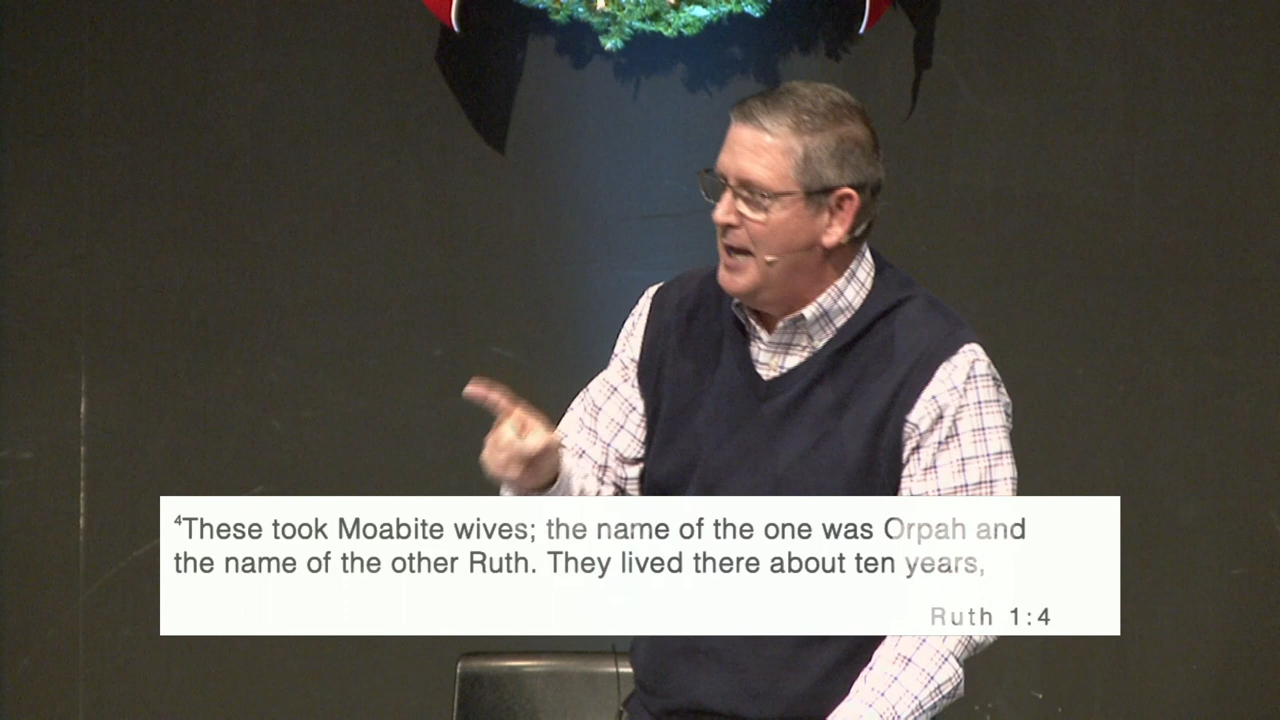 ⁴These took Moabite wives; the name of the one was Orpah and
the name of the other Ruth. They lived there about ten years,
Ruth 1:4